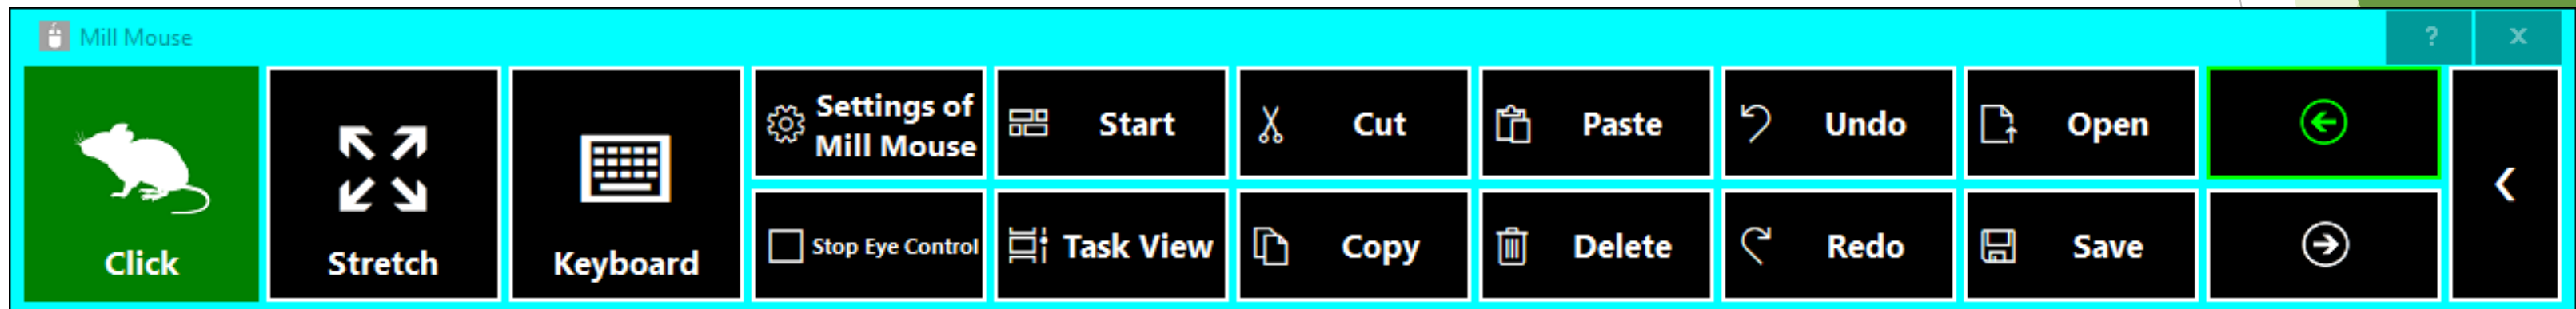 Mill Mouse
? x
Click
Stretch
Keyboard
Settings of
Mill Mouse
Stop Eye Control
Start
Task View
Cut
Copy
Paste
Delete
Undo
Redo
Open
Save